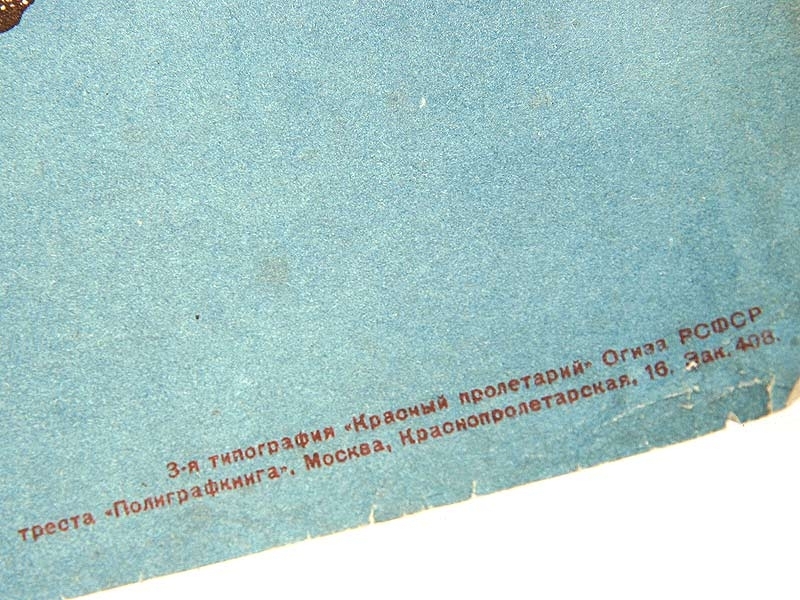 3-я типография «Красный пролетарий» Огиза РСФСР
треста «Полиграфкнига», Москва, Краснопролетарская, 16. Зак. 408.